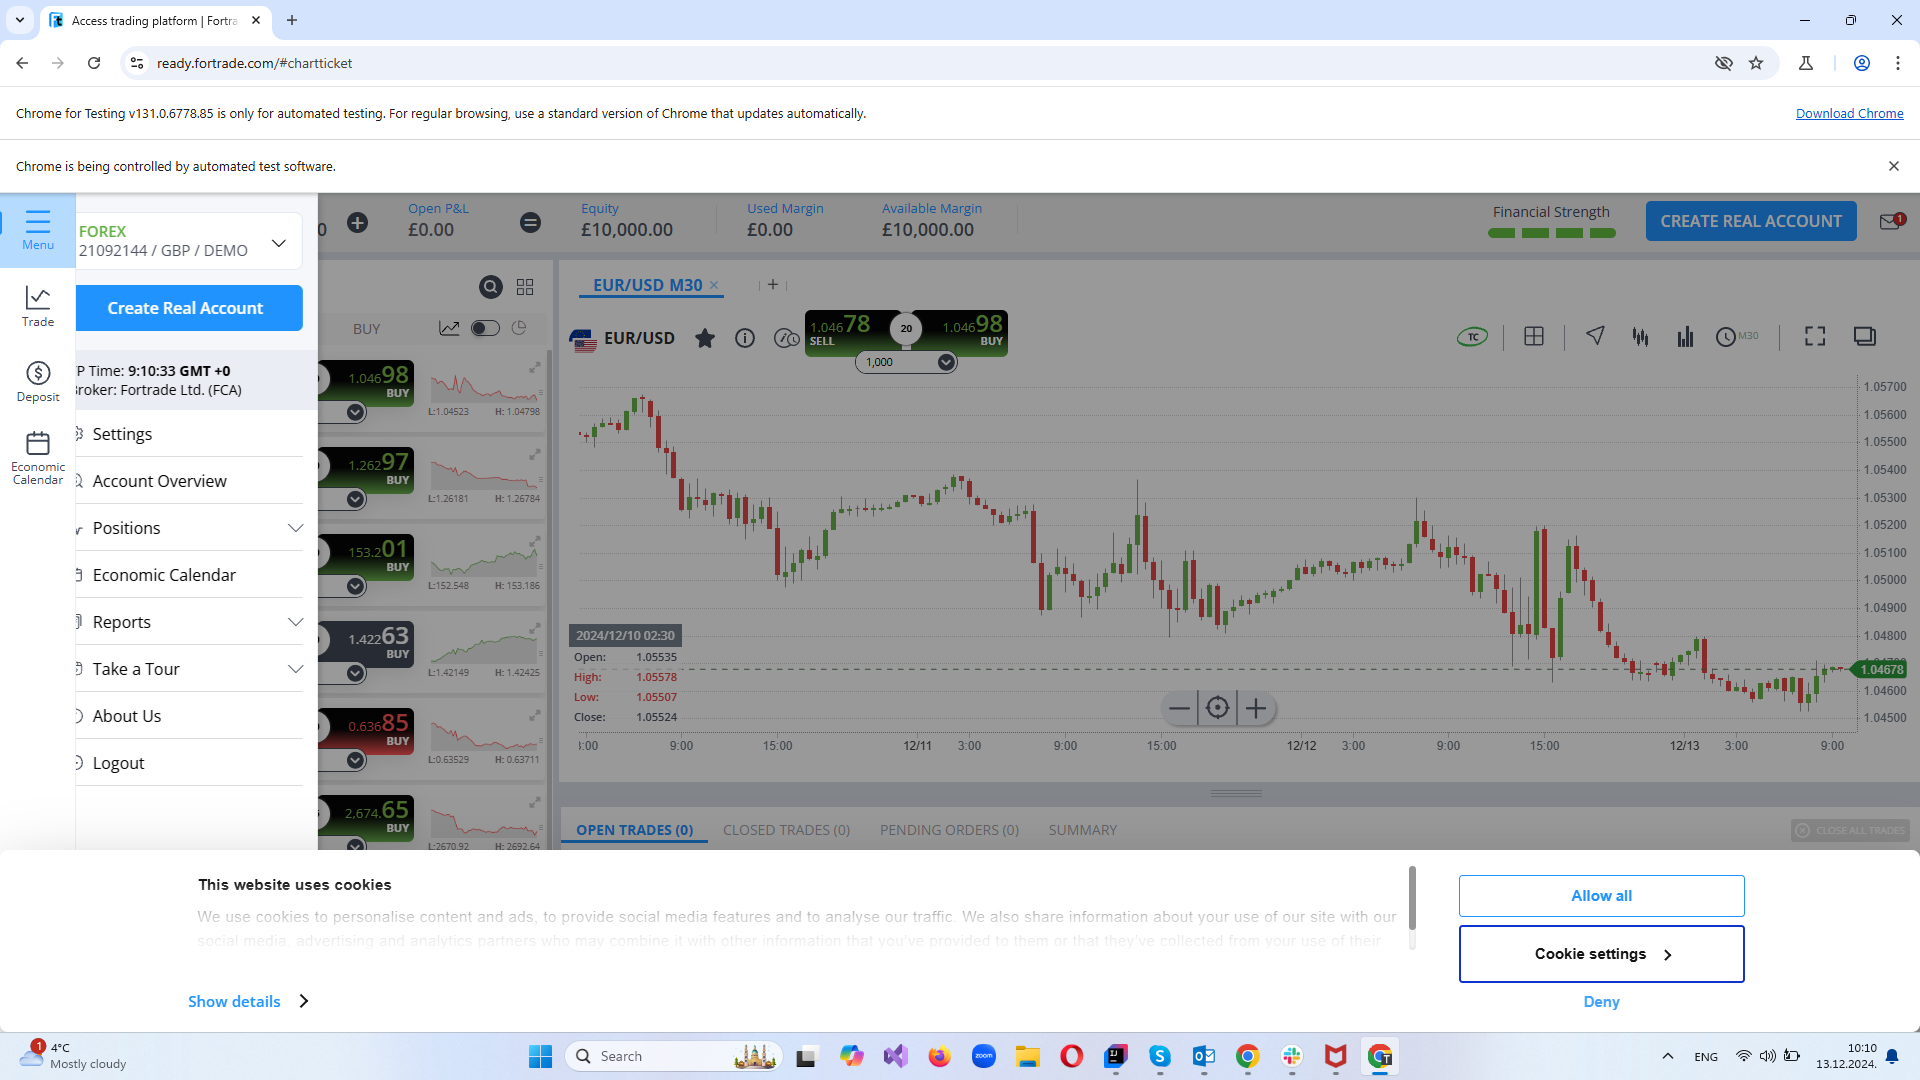 Access trading platform | Fortra
ready.fortrade.com/#chartticket
Chrome for Testing v131.0.6778.85 is only for automated testing. For regular browsing, use a standard version of Chrome that updates automatically.
Download Chrome
Chrome is being controlled by automated test software.
Menu
Trade
Deposit
Economic
Calendar
FOREX
21092144 / GBP / DEMO
Create Real Account
P Time: 9:10:33 GMT +0
Broker: Fortrade Ltd. (FCA)
Settings
Account Overview
Positions
Economic Calendar
Reports
Take a Tour
About Us
Logout
0
Open P&L
£0.00
Equity
£10,000.00
Used Margin
£0.00
Available Margin
£10,000.00
Financial Strength
CREATE REAL ACCOUNT
1
BUY
1.04698
BUY
L:1.04523 H: 1.04798
1.26297
BUY
L:1.26181 H: 1.26784
153.201
BUY
L:152.548 H: 153.186
1.42263
BUY
L:1.42149 H: 1.42425
0.63685
BUY
L:0.63529 H: 0.63711
2,674.65
BUY
L:2670.92 H: 2692.64
EUR/USD M30
EUR/USD
1.04678
SELL
20
1.04698
BUY
1,000
TC
M30
1.05700
1.05600
1.05500
1.05400
1.05300
1.05200
1.05100
1.05000
1.04900
1.04800
1.04678
1.04600
1.04500
2024/12/10 02:30
Open: 1.05535
High: 1.05578
Low: 1.05507
Close: 1.05524
3:00 9:00 15:00 12/11 3:00 9:00 15:00 12/12 3:00 9:00 15:00 12/13 3:00 9:00
OPEN TRADES (0)
CLOSED TRADES (0)
PENDING ORDERS (0)
SUMMARY
CLOSE ALL TRADES
This website uses cookies
We use cookies to personalise content and ads, to provide social media features and to analyse our traffic. We also share information about your use of our site with our
social media, advertising and analytics partners who may combine it with other information that you've provided to them or that they've collected from your use of their
Show details
Allow all
Cookie settings
Deny
1
4°C
Mostly cloudy
Search
zoom
ENG
10:10
13.12.2024.